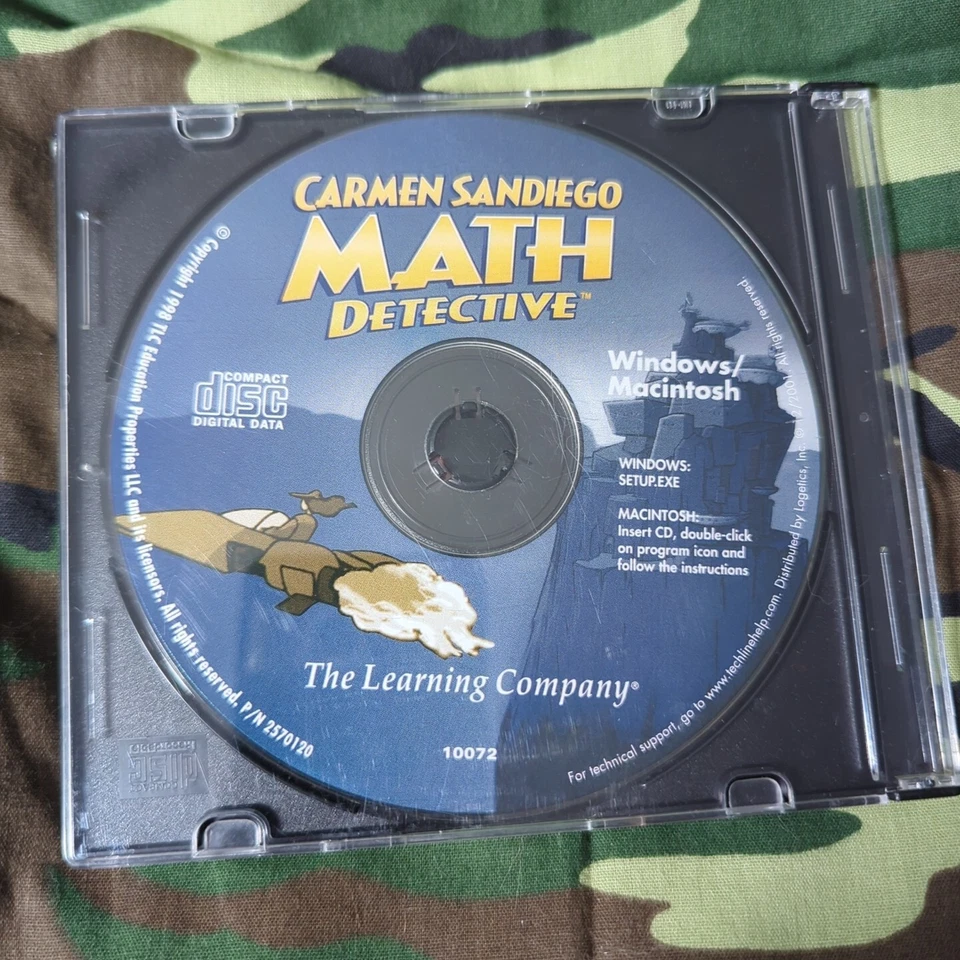 CARMEN SANDIEGO
MATH
DETECTIVE™
COMPACT
disc
DIGITAL DATA
Windows/
Macintosh
WINDOWS:
SETUP.EXE
MACINTOSH:
Insert CD, double-click
on program icon and
follow the instructions
The Learning Company®
10072
© Copyright 1998 TLC Education Properties LLC and its licensors. All rights reserved. P/N 2570120
For technical support, go to www.techlinehelp.com. Distributed by Logetics, Inc. 2/2001. All rights reserved.